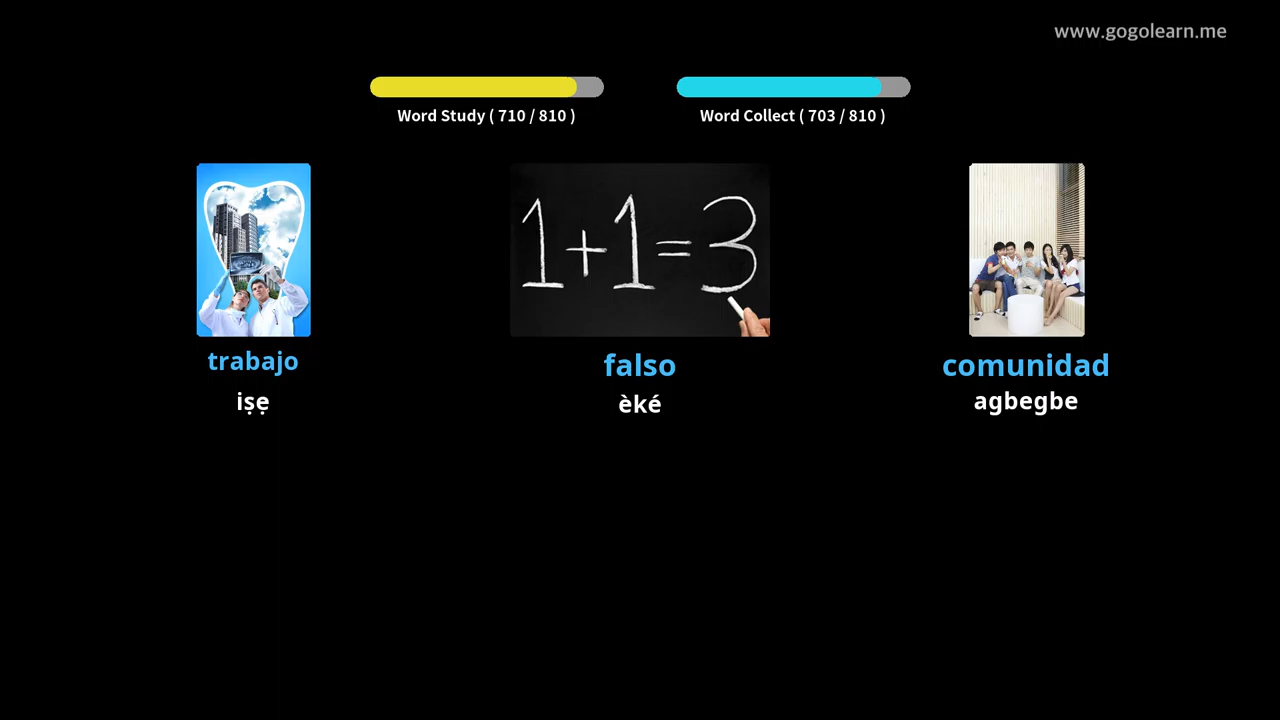 www.gogolearn.me
Word Study ( 710 / 810 )
Word Collect ( 703 / 810 )
1+1=3
trabajo
falso
comunidad
iṣẹ
èké
agbegbe